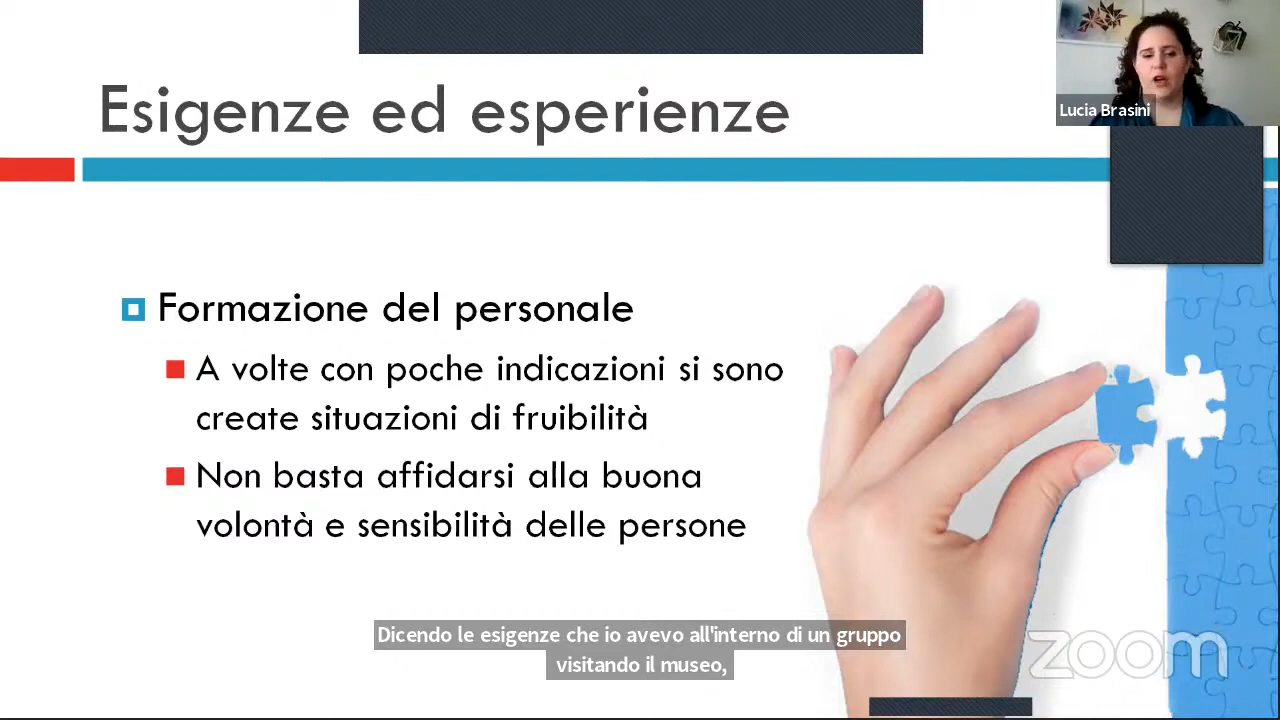 Esigenze ed esperienze
Lucia Brasini
Formazione del personale
A volte con poche indicazioni si sono
create situazioni di fruibilità
Non basta affidarsi alla buona
volontà e sensibilità delle persone
Dicendo le esigenze che io avevo all'interno di un gruppo
visitando il museo,
zoom